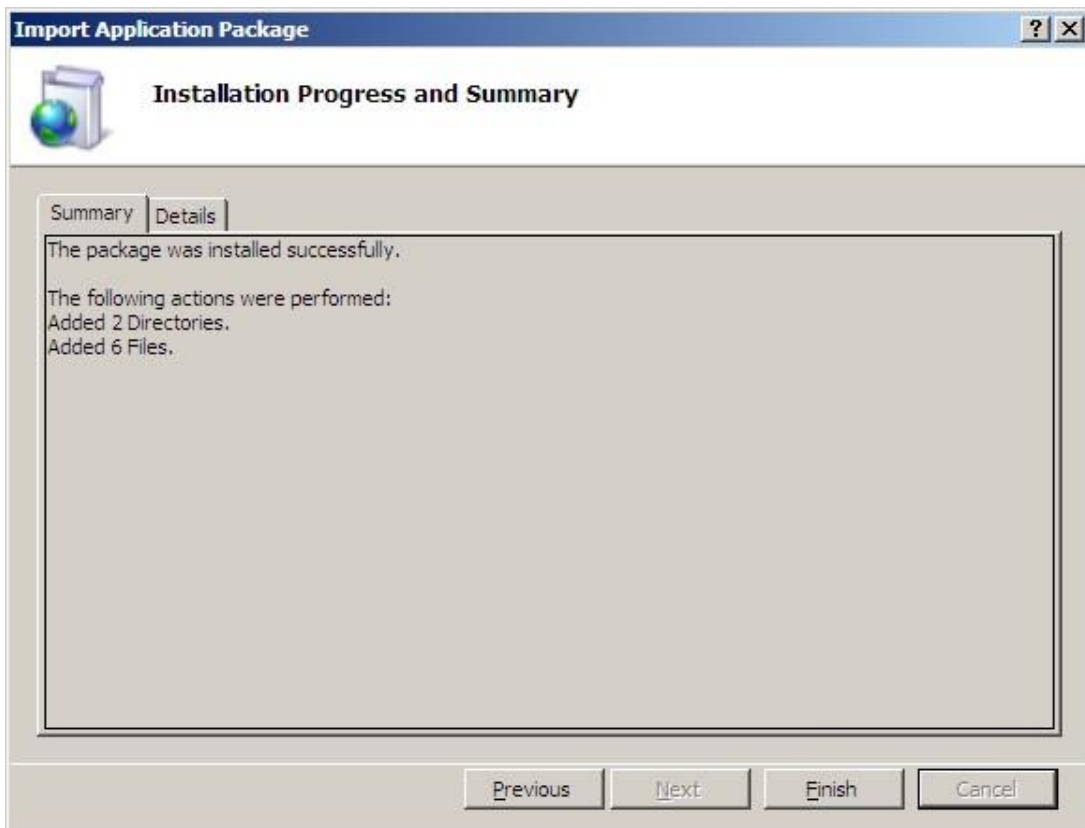 Import Application Package
Installation Progress and Summary
Summary Details
The package was installed successfully.
The following actions were performed:
Added 2 Directories.
Added 6 Files.
Previous Next Finish Cancel